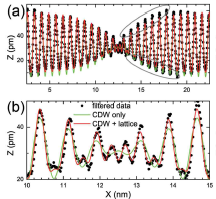 (a)
60
40
20
Z (pm)
5 10 15 20
(b)
filtered data
CDW only
CDW + lattice
40
20
Z (pm)
10 11 12 13 14 15
X (nm)